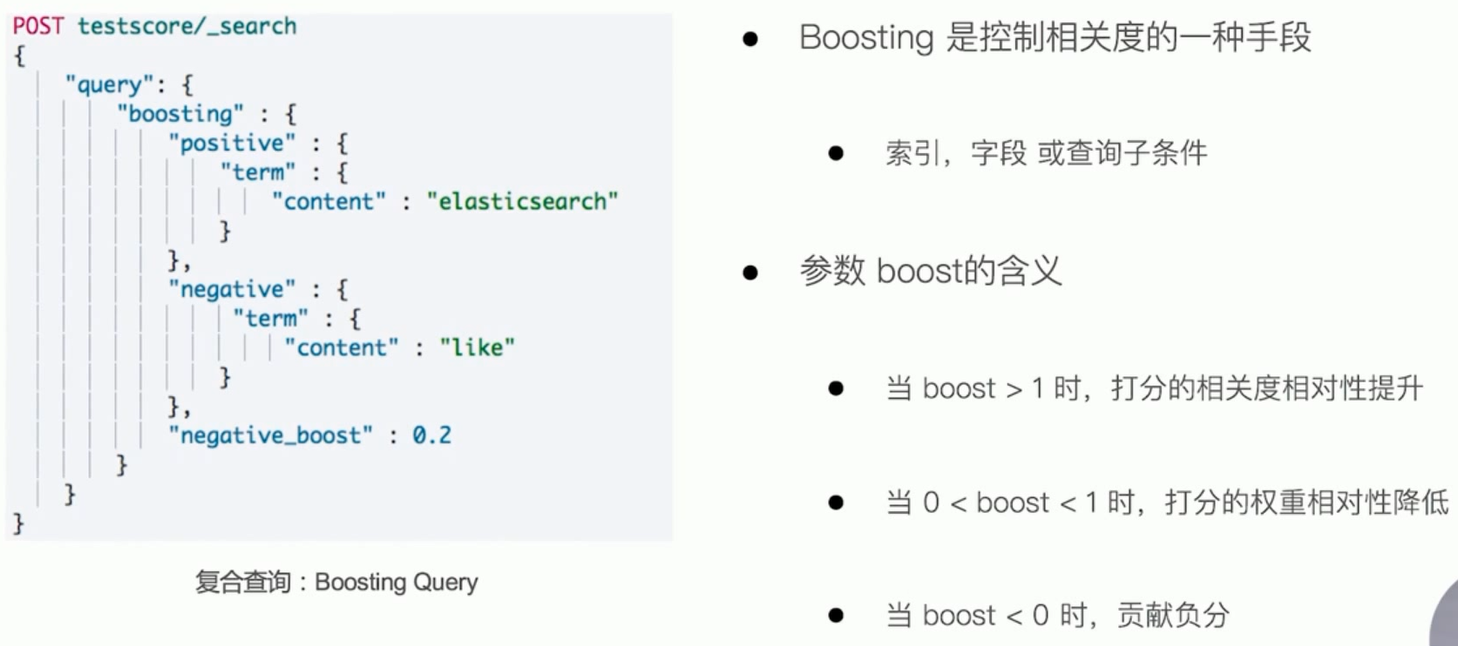 POST testscore/_search
{
"query": {
"boosting" : {
"positive" : {
"term" : {
"content" : "elasticsearch"
}
},
"negative" : {
"term" : {
"content" : "like"
}
},
"negative_boost" : 0.2
}
}
}
复合查询：Boosting Query
● Boosting 是控制相关度的一种手段
● 索引，字段 或查询子条件
● 参数 boost的含义
● 当 boost > 1 时，打分的相关度相对性提升
● 当 0 < boost < 1 时，打分的权重相对性降低
● 当 boost < 0 时，贡献负分